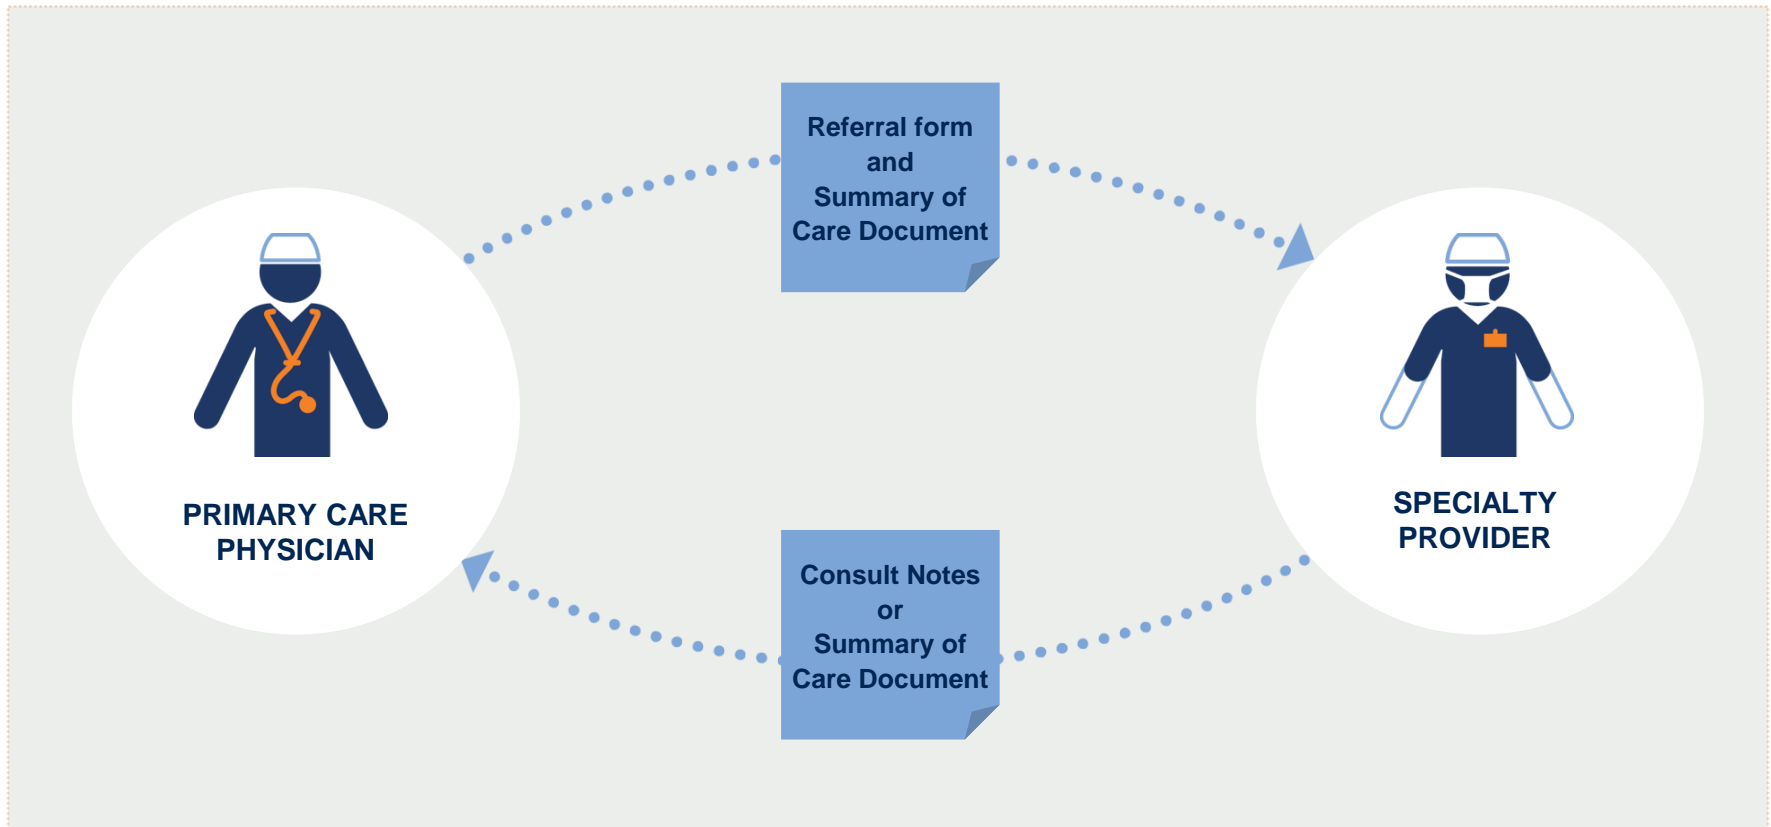 Referral form
and
Summary of
Care Document
PRIMARY CARE
PHYSICIAN
SPECIALTY
PROVIDER
Consult Notes
or
Summary of
Care Document